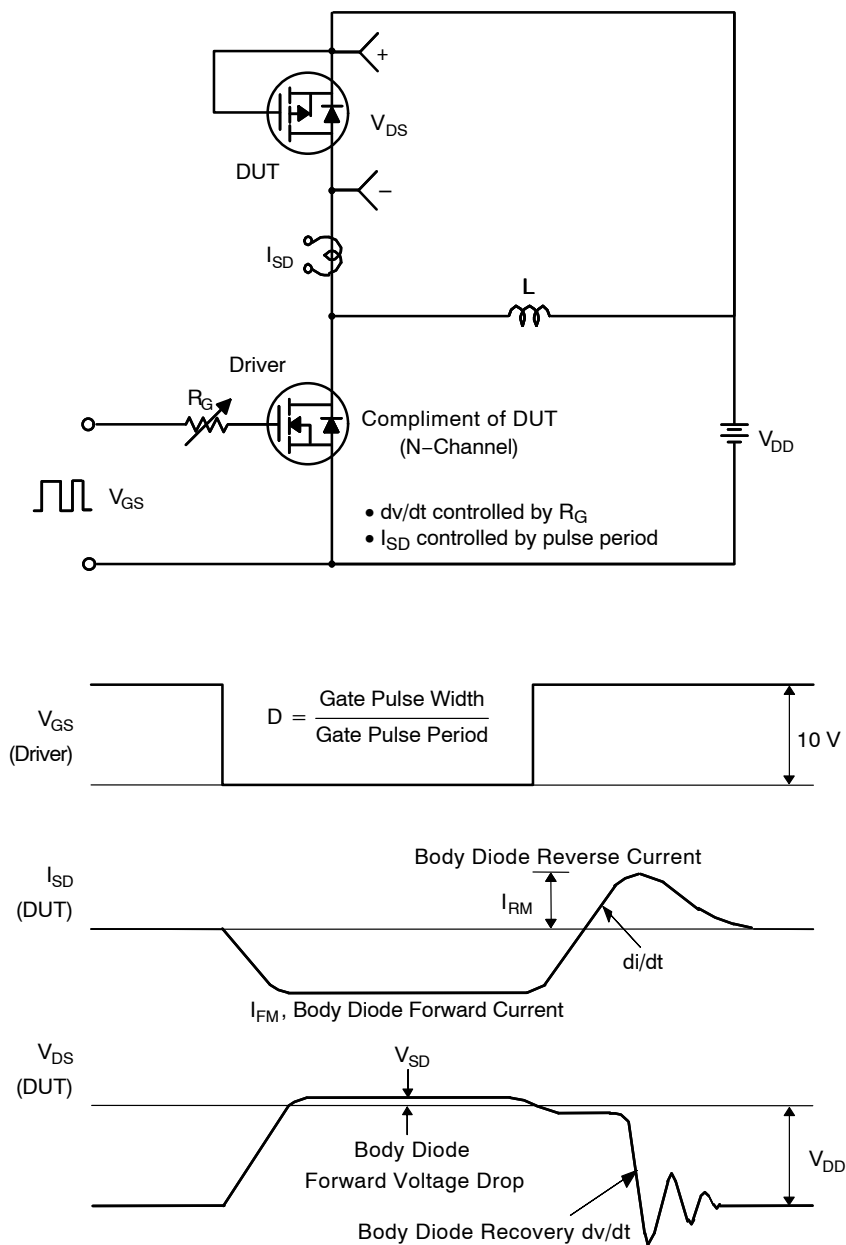 +
V_DS
DUT
−
I_SD
L
Driver
R_G
Compliment of DUT
(N−Channel)
V_DD
V_GS
• dv/dt controlled by R_G
• I_SD controlled by pulse period
V_GS
(Driver)
D = Gate Pulse Width
Gate Pulse Period
10 V
I_SD
(DUT)
Body Diode Reverse Current
I_RM
di/dt
I_FM, Body Diode Forward Current
V_DS
(DUT)
V_SD
Body Diode
Forward Voltage Drop
V_DD
Body Diode Recovery dv/dt